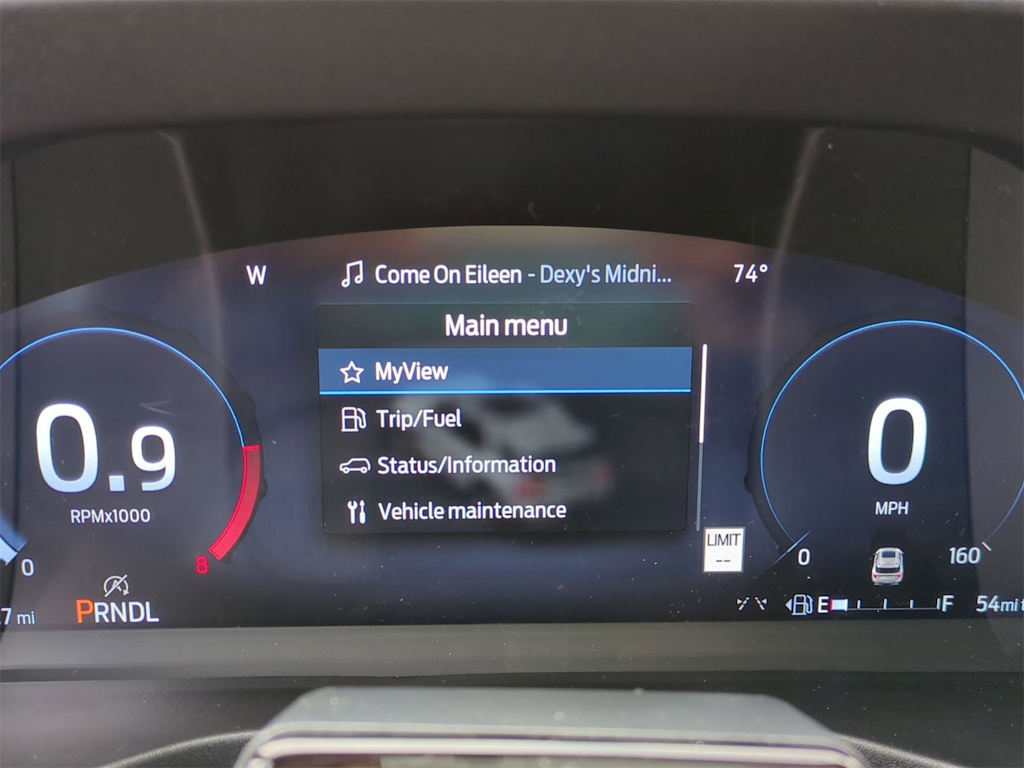 W
Come On Eileen - Dexy's Midni...
74°
Main menu
MyView
Trip/Fuel
Status/Information
Vehicle maintenance
0.9
RPMx1000
0
8
0
MPH
0
160
LIMIT
--
.7 mi
PRNDL
E
F
54mi